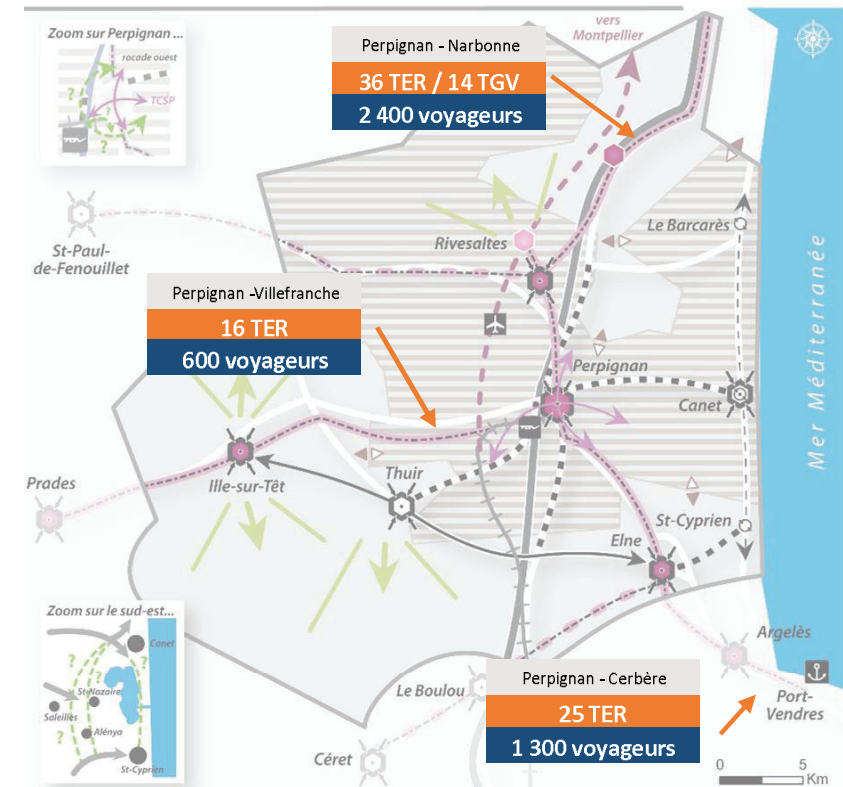 Zoom sur Perpignan ...
rocade ouest
?
TCSP
?
?
TGV
vers
Montpellier
Perpignan - Narbonne
36 TER / 14 TGV
2 400 voyageurs
St-Paul-
de-Fenouillet
Rivesaltes
Le Barcarès
Mer Méditerranée
Perpignan -Villefranche
16 TER
600 voyageurs
Perpignan
Canet
TGV
Prades
Ille-sur-Têt
Thuir
St-Cyprien
Elne
Zoom sur le sud-est...
Canet
?
?
St-Nazaire
Saleilles
?
Alénya
?
St-Cyprien
Argelès
Perpignan - Cerbère
25 TER
1 300 voyageurs
Le Boulou
Port-
Vendres
Céret
0 5
Km